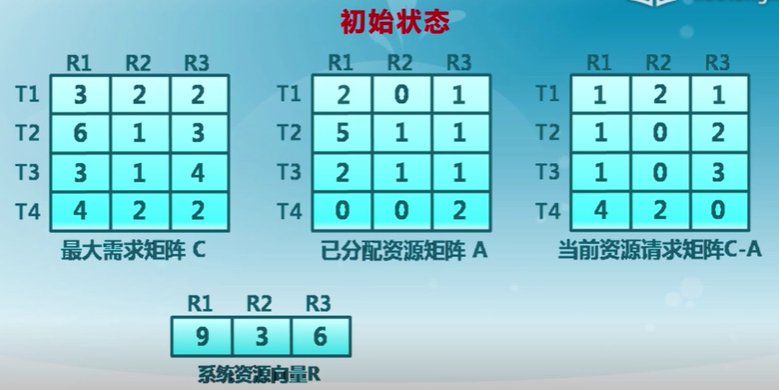 初始状态
R1 R2 R3 R1 R2 R3 R1 R2 R3
T1 3 2 2 T1 2 0 1 T1 1 2 1
T2 6 1 3 T2 5 1 1 T2 1 0 2
T3 3 1 4 T3 2 1 1 T3 1 0 3
T4 4 2 2 T4 0 0 2 T4 4 2 0
最大需求矩阵 C 已分配资源矩阵 A 当前资源请求矩阵C-A
R1 R2 R3
9 3 6
系统资源向量R